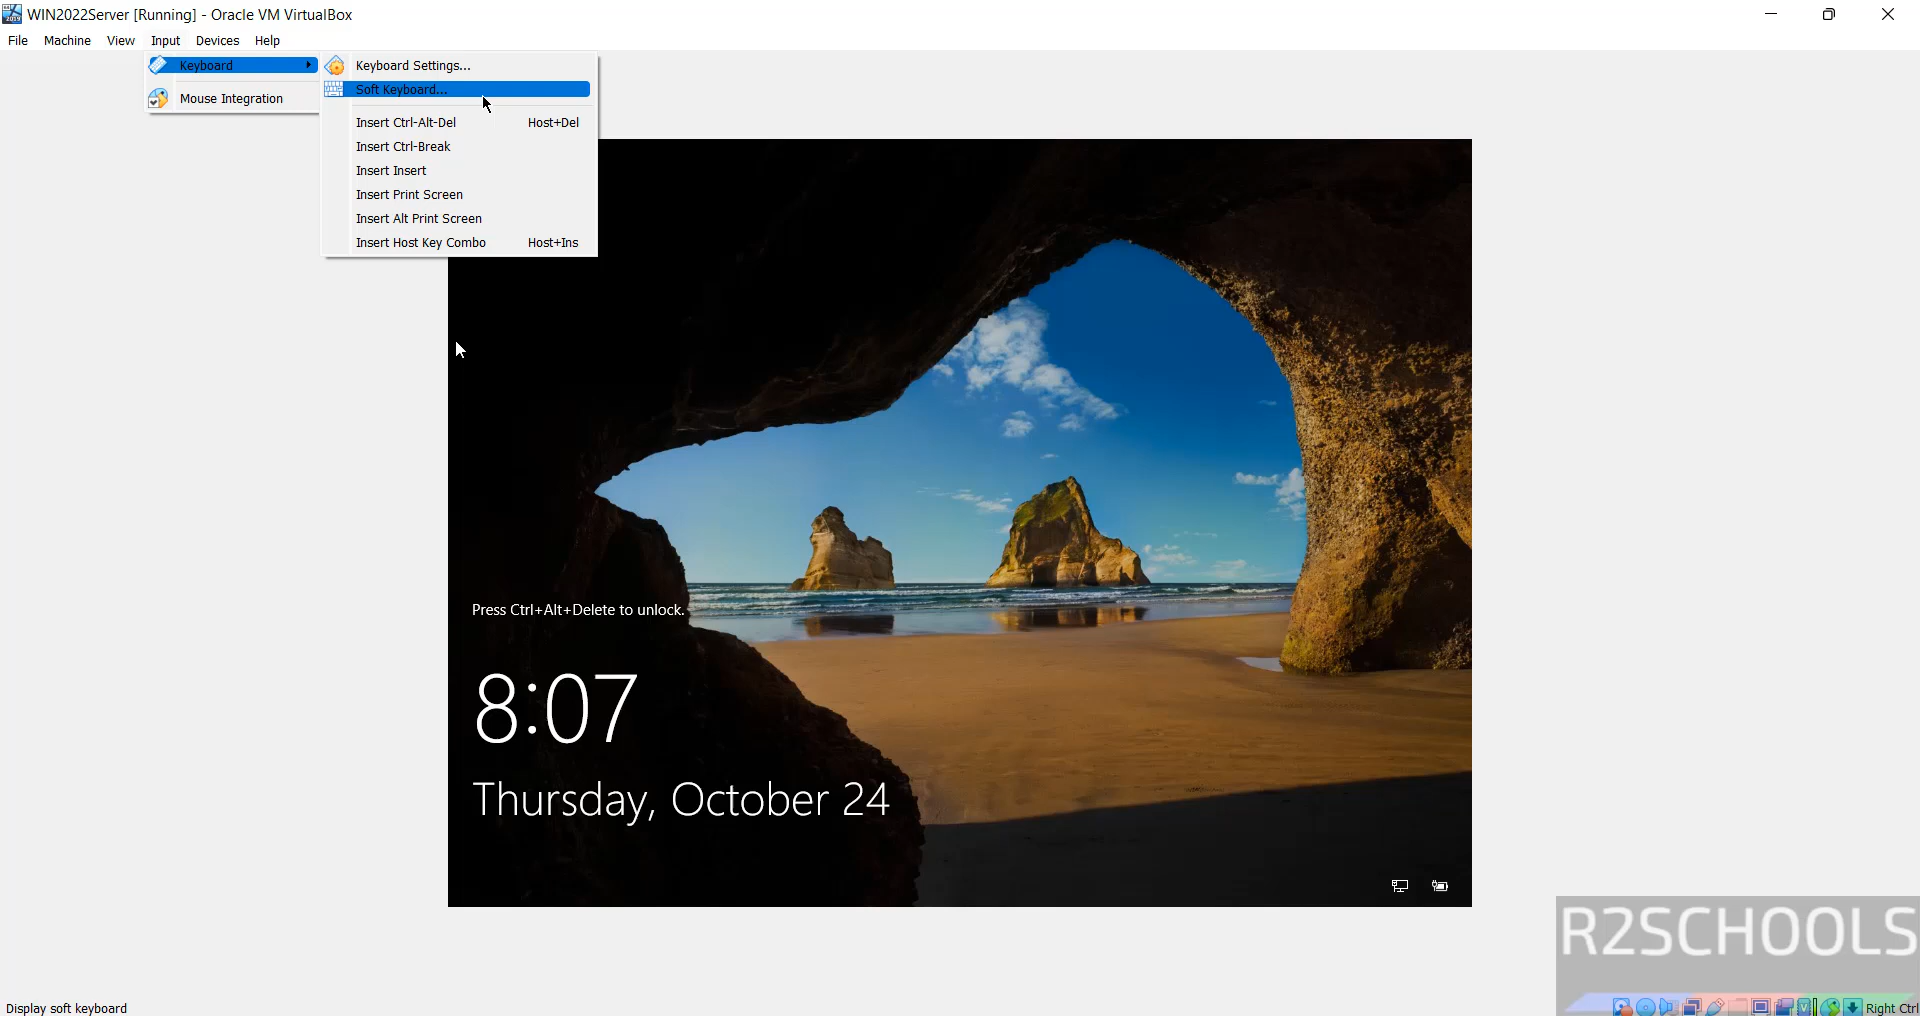 WIN2022Server [Running] - Oracle VM VirtualBox
File Machine View Input Devices Help
Keyboard
Mouse Integration
Keyboard Settings...
Soft Keyboard...
Insert Ctrl-Alt-Del Host+Del
Insert Ctrl-Break
Insert Insert
Insert Print Screen
Insert Alt Print Screen
Insert Host Key Combo Host+Ins
Press Ctrl+Alt+Delete to unlock.
8:07
Thursday, October 24
R2SCHOOLS
Display soft keyboard
Right Ctrl